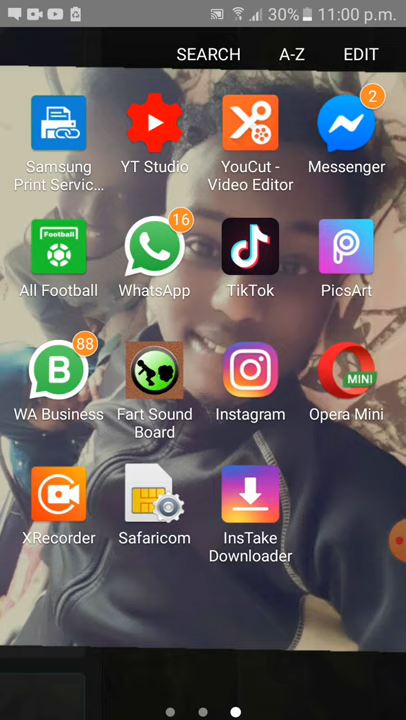 30% 11:00 p.m.
SEARCH A-Z EDIT
2
Samsung Print Servic...
YT Studio
YouCut - Video Editor
Messenger
Football
16
All Football
WhatsApp
TikTok
PicsArt
88
B
MINI
WA Business
Fart Sound Board
Instagram
Opera Mini
XRecorder
Safaricom
InsTake Downloader